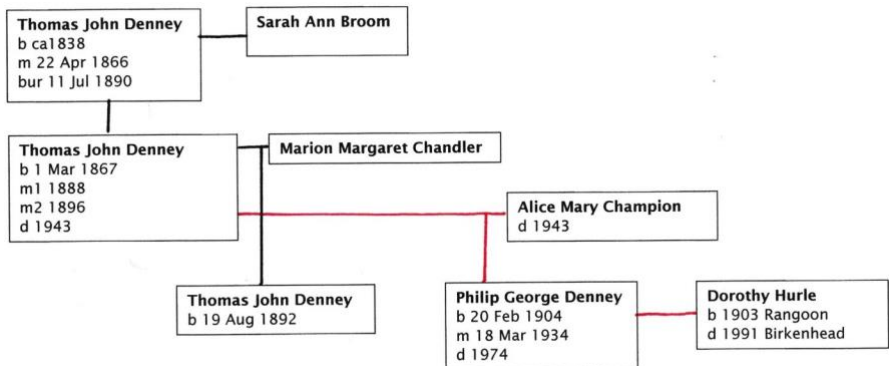 Thomas John Denney
b ca1838
m 22 Apr 1866
bur 11 Jul 1890
Sarah Ann Broom
Thomas John Denney
b 1 Mar 1867
m1 1888
m2 1896
d 1943
Marion Margaret Chandler
Alice Mary Champion
d 1943
Thomas John Denney
b 19 Aug 1892
Philip George Denney
b 20 Feb 1904
m 18 Mar 1934
d 1974
Dorothy Hurle
b 1903 Rangoon
d 1991 Birkenhead